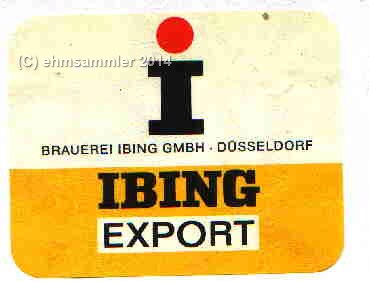 (C) ehmsammler 2014
i
BRAUEREI IBING GMBH · DÜSSELDORF
IBING
EXPORT